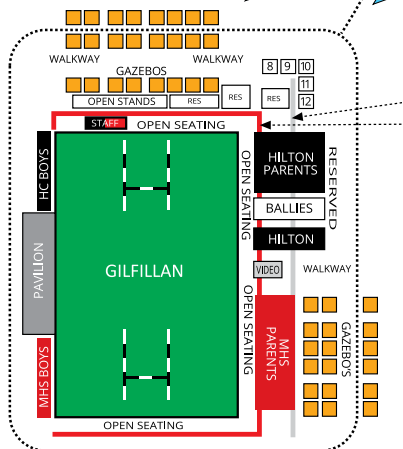 WALKWAY
WALKWAY
GAZEBOS
8
9
10
11
12
OPEN STANDS
RES
RES
RES
STAFF
OPEN SEATING
HC BOYS
OPEN SEATING
HILTON
PARENTS
RESERVED
BALLIES
HILTON
PAVILION
GILFILLAN
VIDEO
WALKWAY
OPEN SEATING
MHS
PARENTS
GAZEBO'S
MHS BOYS
OPEN SEATING